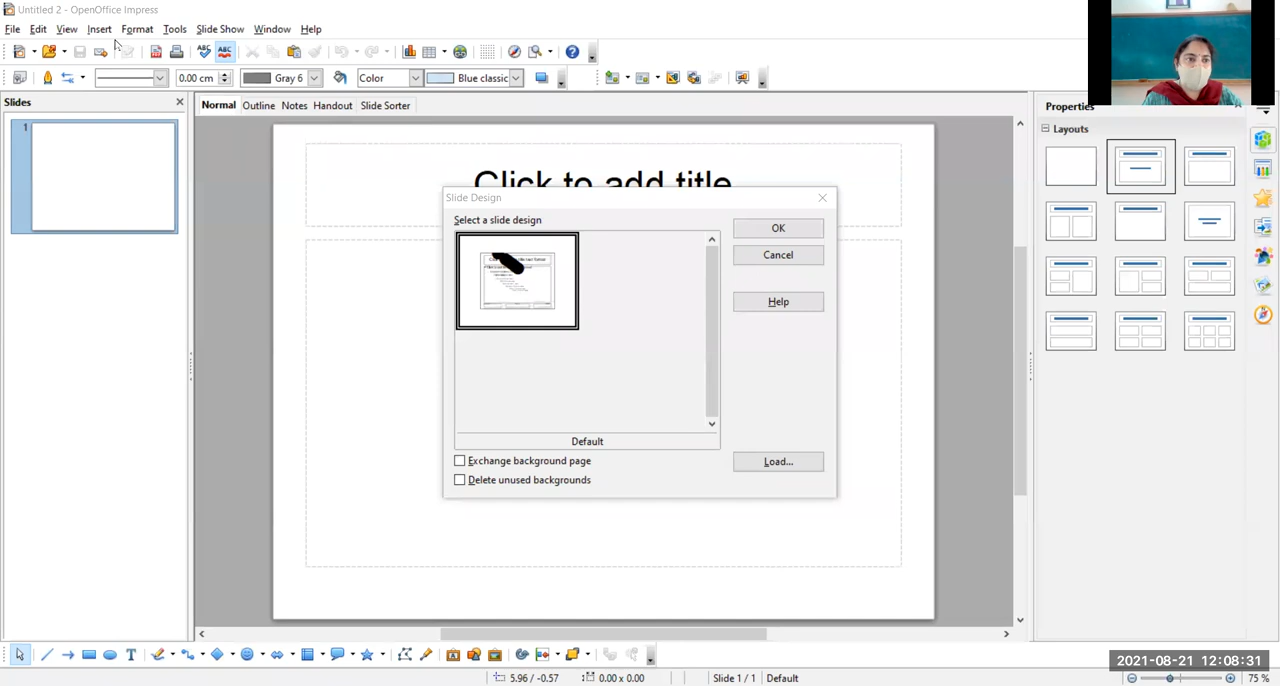 Untitled 2 - OpenOffice Impress
File Edit View Insert Format Tools Slide Show Window Help
0.00 cm Gray 6 Color Blue classic
Slides
Normal Outline Notes Handout Slide Sorter
Properties
Layouts
1
Click to add title
Slide Design
Select a slide design
OK
Cancel
Help
Default
Exchange background page
Load...
Delete unused backgrounds
2021-08-21 12:08:31
5.96 / -0.57 0.00 x 0.00 Slide 1 / 1 Default 75 %